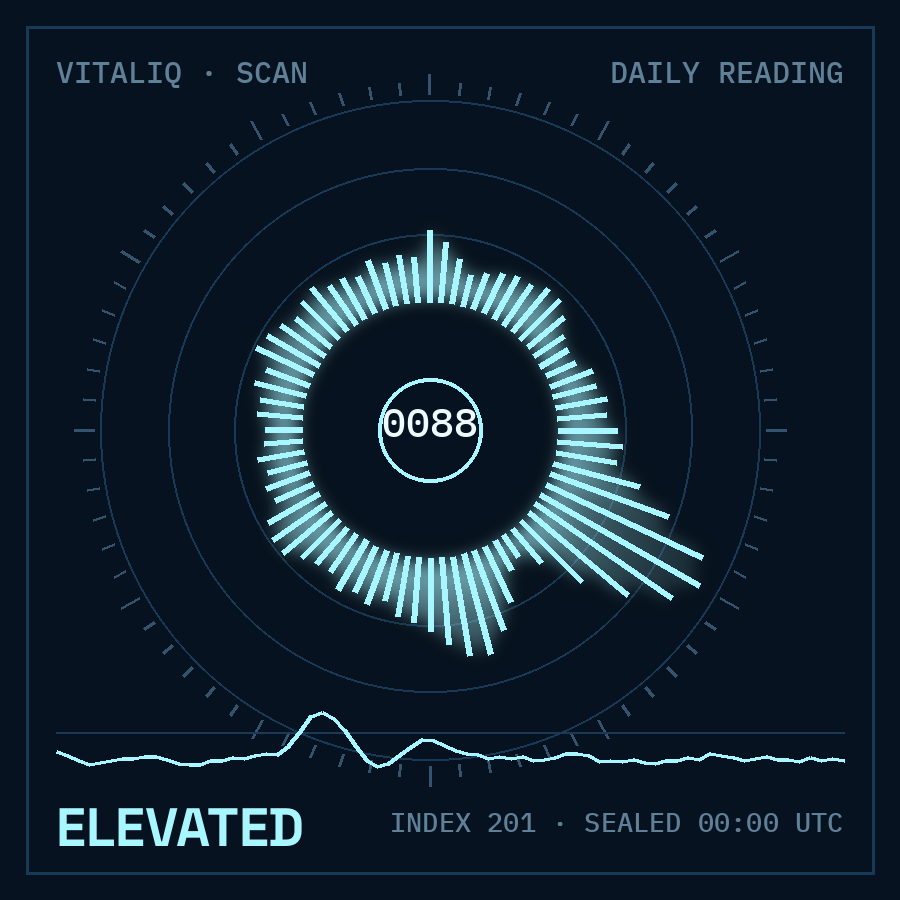 VITALIQ · SCAN
DAILY READING
0088
ELEVATED
INDEX 201 · SEALED 00:00 UTC